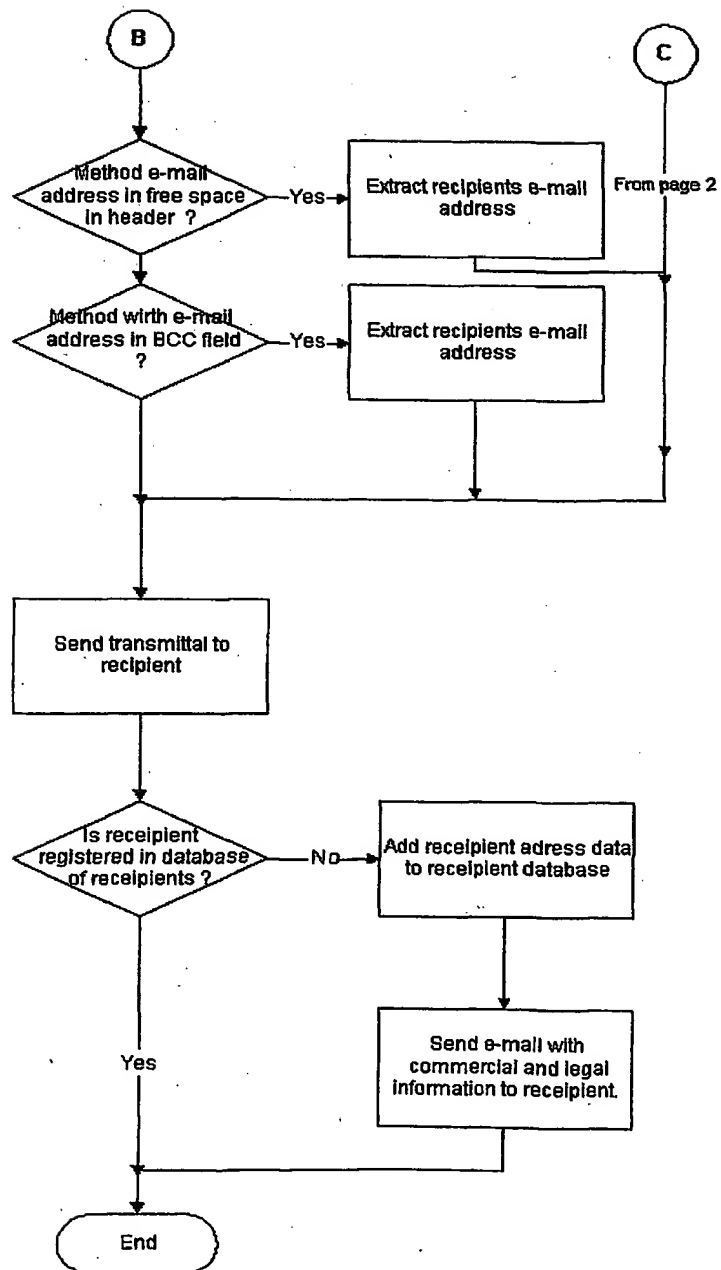 B
C
Method e-mail
address in free space
in header ?
Yes
Extract recipients e-mail
address
From page 2
Method wirth e-mail
address in BCC field
?
Yes
Extract recipients e-mail
address
Send transmittal to
recipient
Is receipient
registered in database
of receipients ?
No
Add receipient adress data
to receipient database
Yes
Send e-mail with
commercial and legal
information to receipient.
End